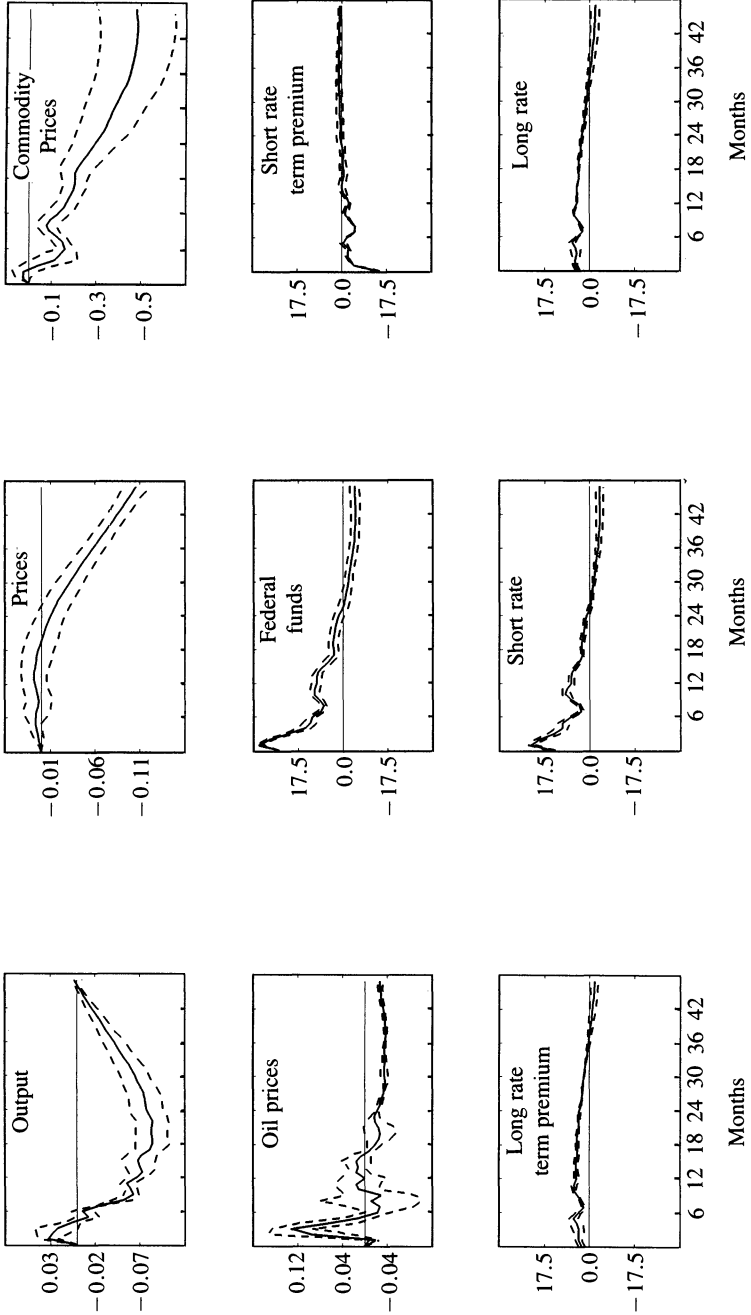 Output
0.03
−0.02
−0.07
Prices
−0.01
−0.06
−0.11
Commodity
Prices
−0.1
−0.3
−0.5
Oil prices
0.12
0.04
−0.04
Federal
funds
17.5
0.0
−17.5
Short rate
term premium
17.5
0.0
−17.5
Long rate
term premium
17.5
0.0
−17.5
6 12 18 24 30 36 42
Months
Short rate
17.5
0.0
−17.5
6 12 18 24 30 36 42
Months
Long rate
17.5
0.0
−17.5
6 12 18 24 30 36 42
Months